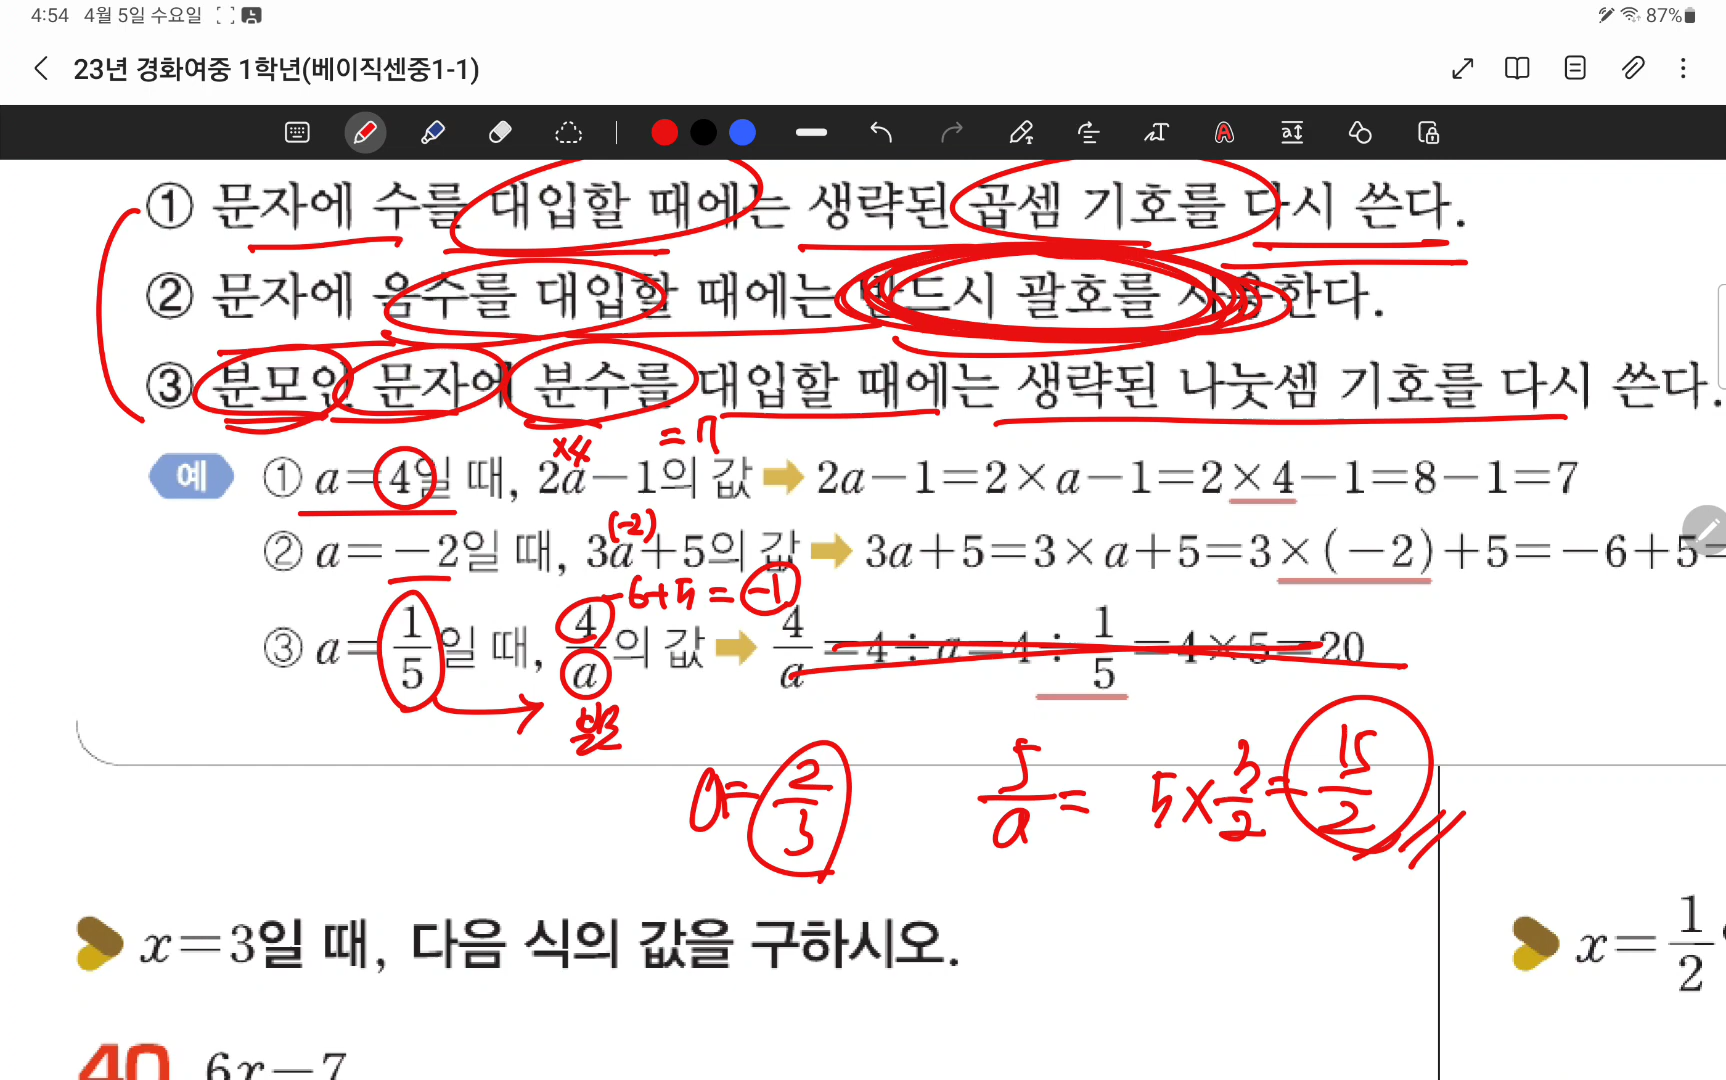 4:54 4월 5일 수요일 87%
23년 경화여중 1학년(베이직센중1-1)
① 문자에 수를 대입할 때에는 생략된 곱셈 기호를 다시 쓴다.
② 문자에 음수를 대입할 때에는 반드시 괄호를 사용한다.
③ 분모인 문자에 분수를 대입할 때에는 생략된 나눗셈 기호를 다시 쓴다.
×4 = 7
예 ① a=4일 때, 2a-1의 값 ➡ 2a-1=2×a-1=2×4-1=8-1=7
(-2)
② a=-2일 때, 3a+5의 값 ➡ 3a+5=3×a+5=3×(-2)+5=-6+5=
-6+5=-1
③ a=1/5일 때, 4/a의 값 ➡ 4/a=4÷a=4÷1/5=4×5=20
a=2/3 5/a= 5×3/2=15/2
x=3일 때, 다음 식의 값을 구하시오.
x=1/2
40 6x-7